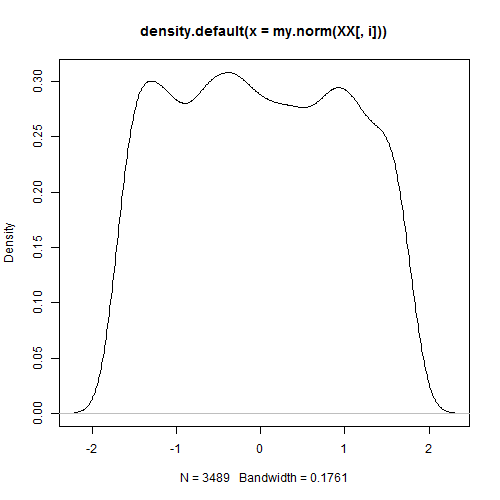 density.default(x = my.norm(XX[, i]))
Density
0.30
0.25
0.20
0.15
0.10
0.05
0.00
-2 -1 0 1 2
N = 3489 Bandwidth = 0.1761